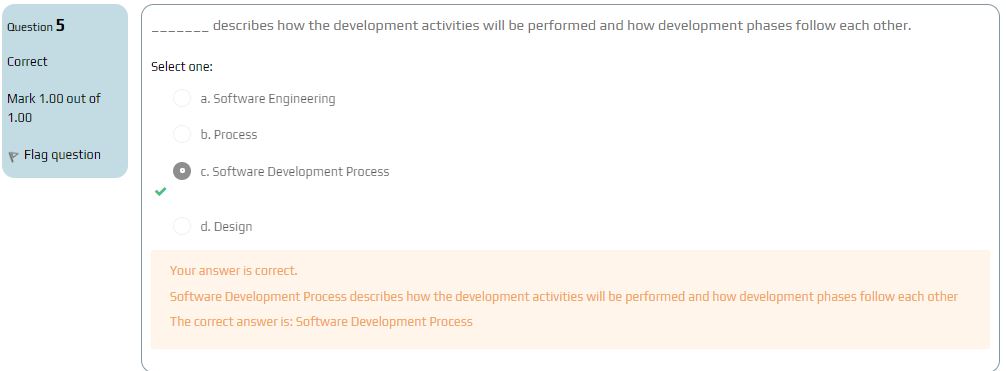 Question 5
Correct
Mark 1.00 out of
1.00
Flag question
_______ describes how the development activities will be performed and how development phases follow each other.
Select one:
a. Software Engineering
b. Process
c. Software Development Process
d. Design
Your answer is correct.
Software Development Process describes how the development activities will be performed and how development phases follow each other
The correct answer is: Software Development Process